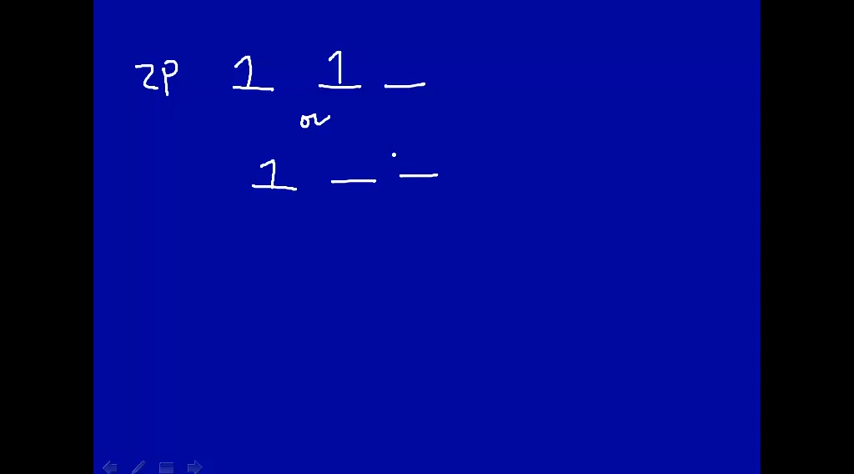 2P 1 1 _
or
1 _ _